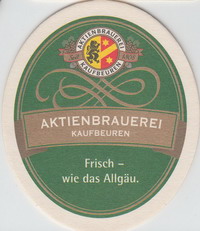 AKTIENBRAUEREI
KAUFBEUREN
AKTIENBRAUEREI
KAUFBEUREN
Frisch –
wie das Allgäu.